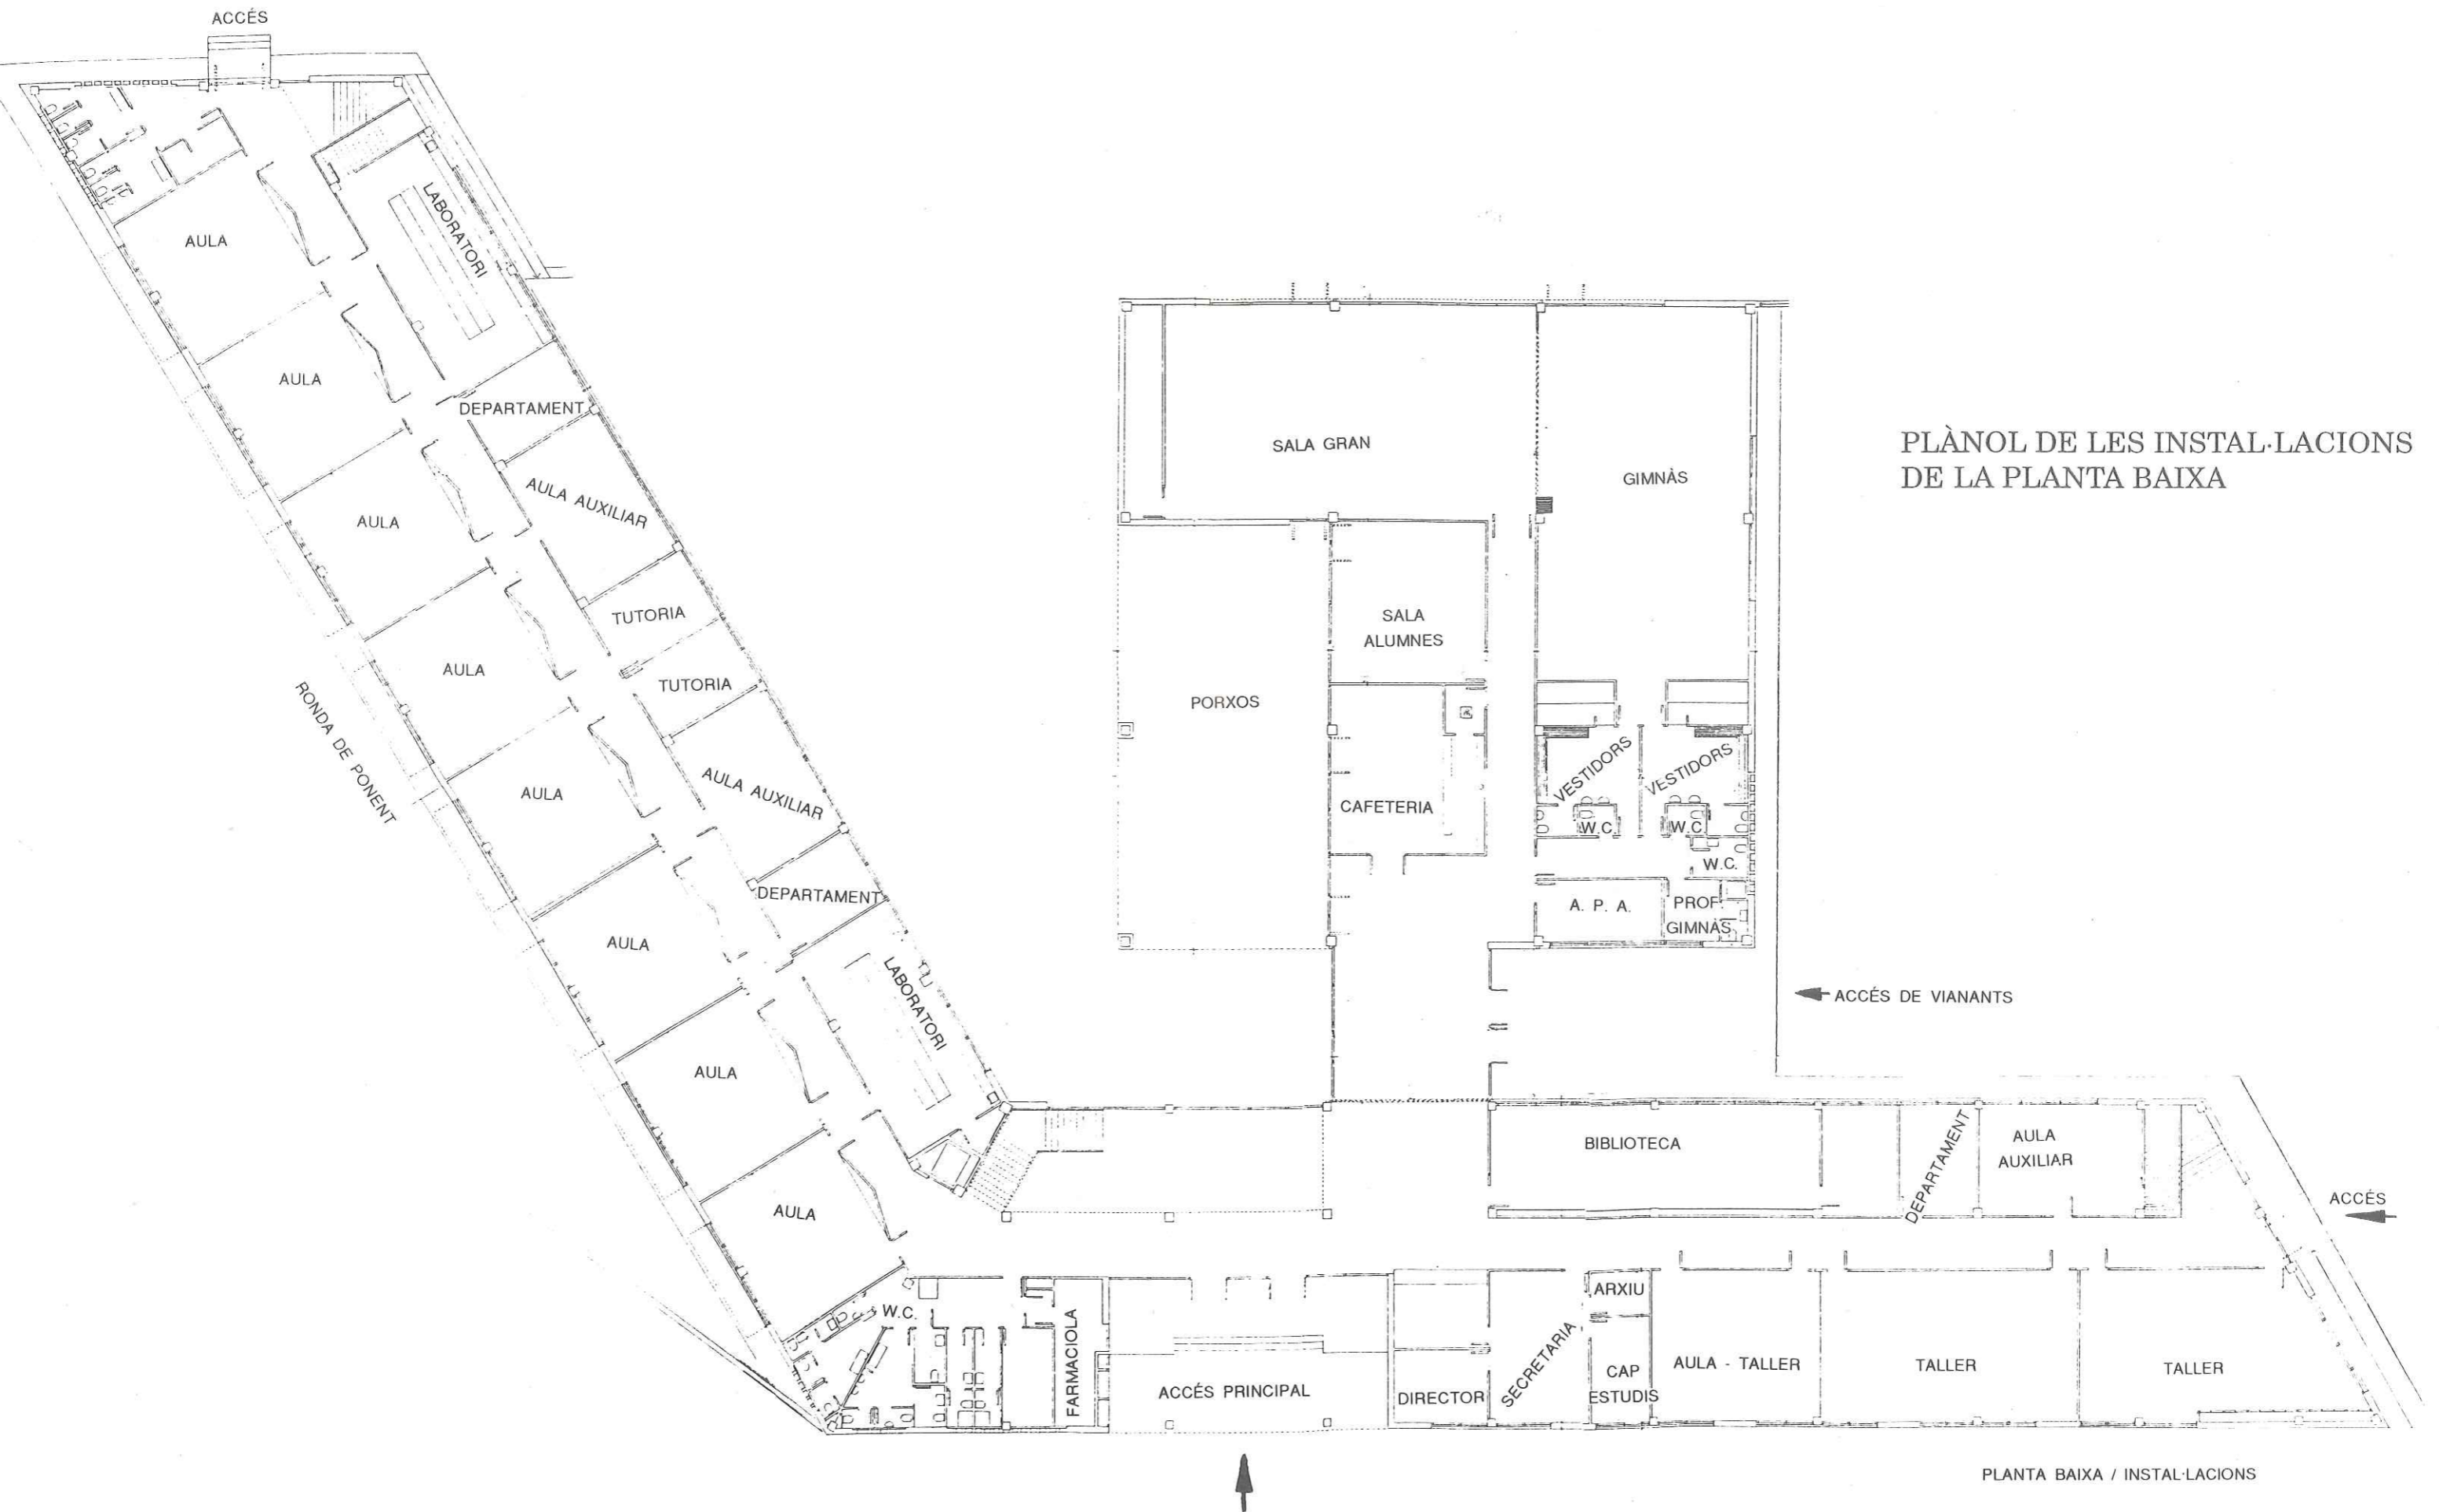 ACCÉS
AULA
LABORATORI
AULA
DEPARTAMENT
AULA
AULA AUXILIAR
TUTORIA
AULA
TUTORIA
RONDA DE PONENT
AULA
AULA AUXILIAR
DEPARTAMENT
AULA
LABORATORI
AULA
AULA
W.C.
FARMACIOLA
SALA GRAN
GIMNÀS
PLÀNOL DE LES INSTAL·LACIONS
DE LA PLANTA BAIXA
SALA
ALUMNES
PORXOS
VESTIDORS
VESTIDORS
CAFETERIA
W.C.
W.C.
W.C.
A. P. A.
PROF.
GIMNÀS
ACCÉS DE VIANANTS
BIBLIOTECA
DEPARTAMENT
AULA
AUXILIAR
ACCÉS
ARXIU
ACCÉS PRINCIPAL
DIRECTOR
SECRETARIA
CAP
ESTUDIS
AULA - TALLER
TALLER
TALLER
PLANTA BAIXA / INSTAL·LACIONS